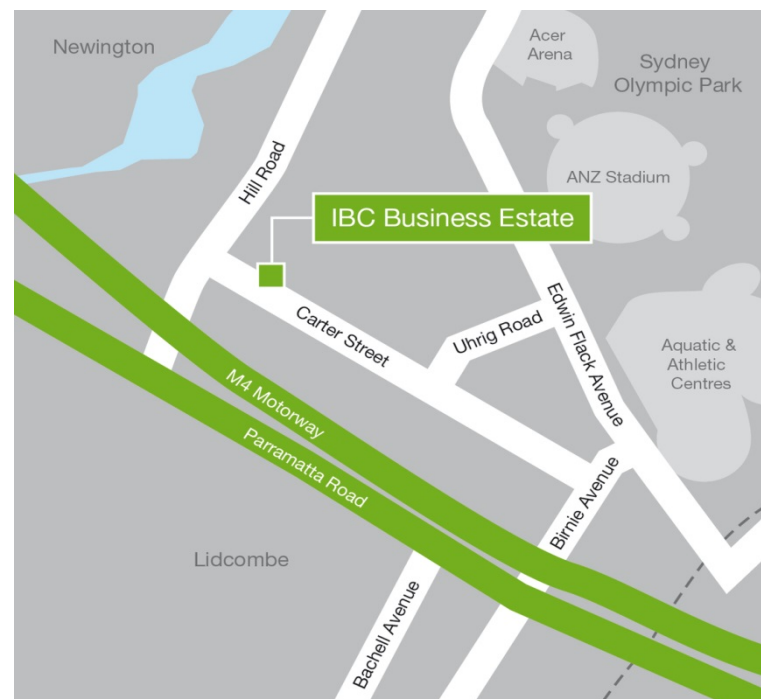 Newington
Acer
Arena
Sydney
Olympic Park
Hill Road
ANZ Stadium
IBC Business Estate
Carter Street
Uhrig Road
Edwin Flack Avenue
Aquatic &
Athletic
Centres
M4 Motorway
Parramatta Road
Birnie Avenue
Lidcombe
Bachell Avenue